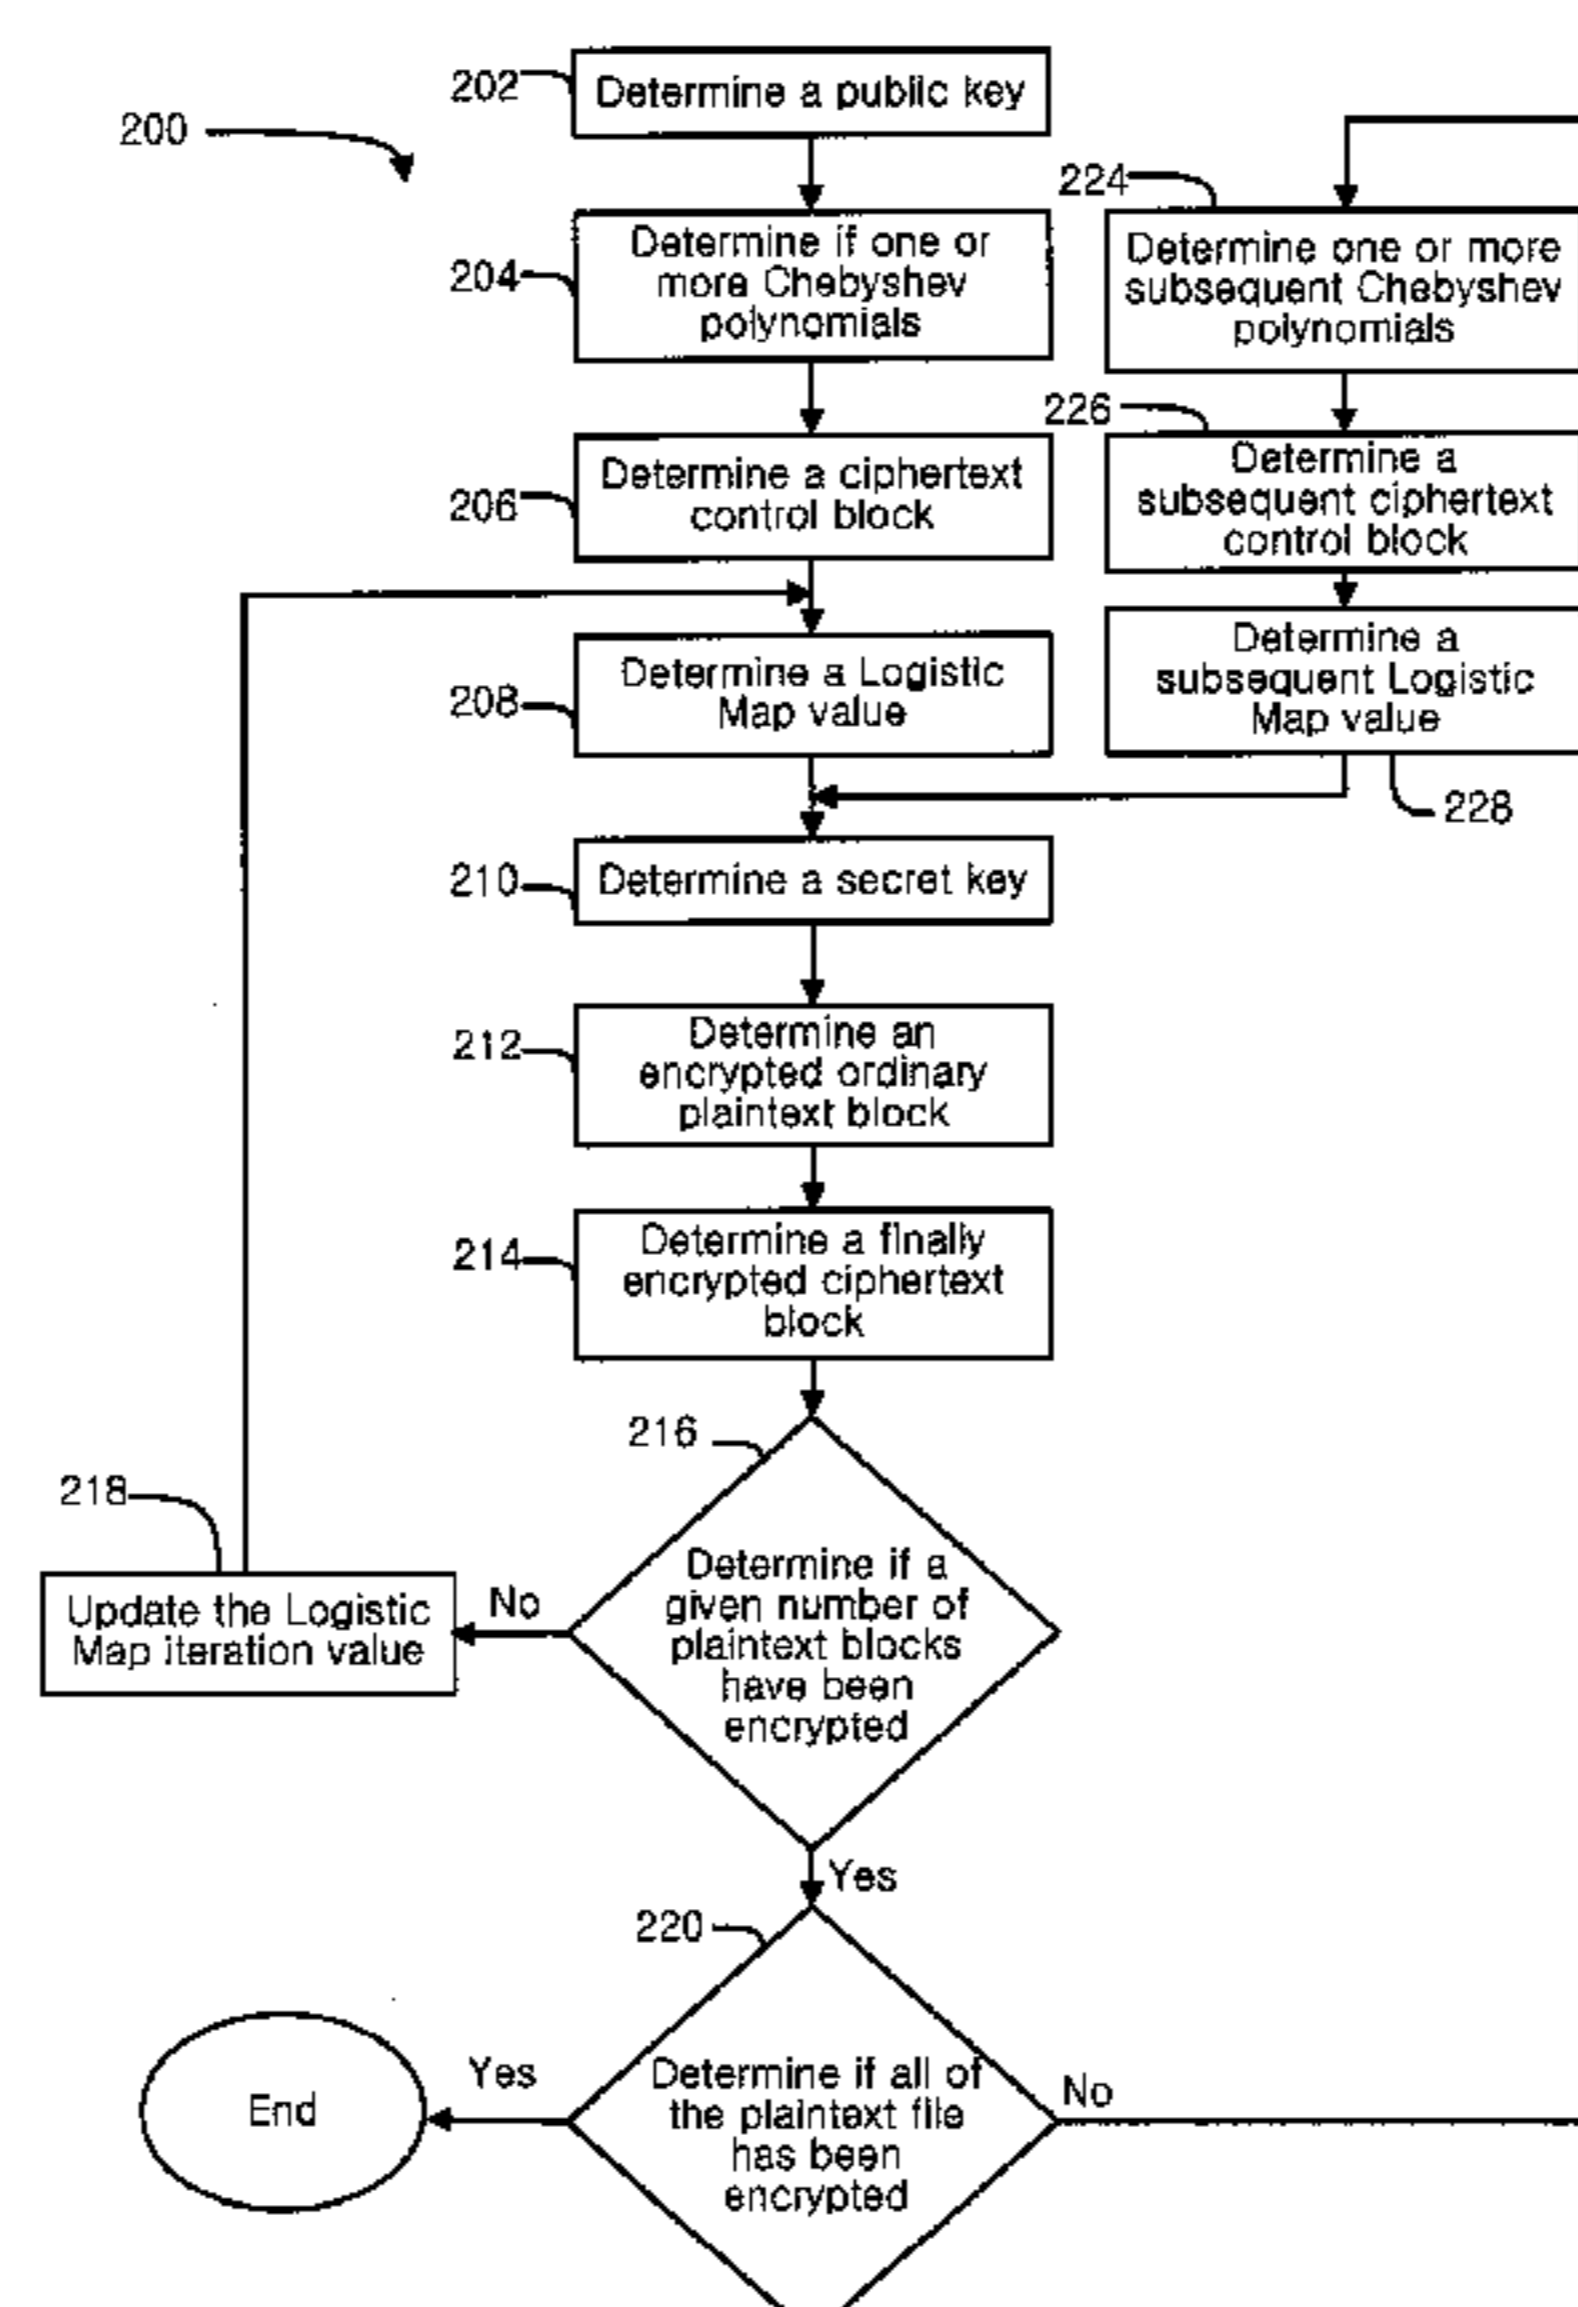 200
202
Determine a public key
204
Determine if one or
more Chebyshev
polynomials
206
Determine a ciphertext
control block
208
Determine a Logistic
Map value
210
Determine a secret key
212
Determine an
encrypted ordinary
plaintext block
214
Determine a finally
encrypted ciphertext
block
216
Determine if a
given number of
plaintext blocks
have been
encrypted
No
218
Update the Logistic
Map iteration value
Yes
220
Determine if all of
the plaintext file
has been
encrypted
Yes
End
No
224
Determine one or more
subsequent Chebyshev
polynomials
226
Determine a
subsequent ciphertext
control block
Determine a
subsequent Logistic
Map value
228